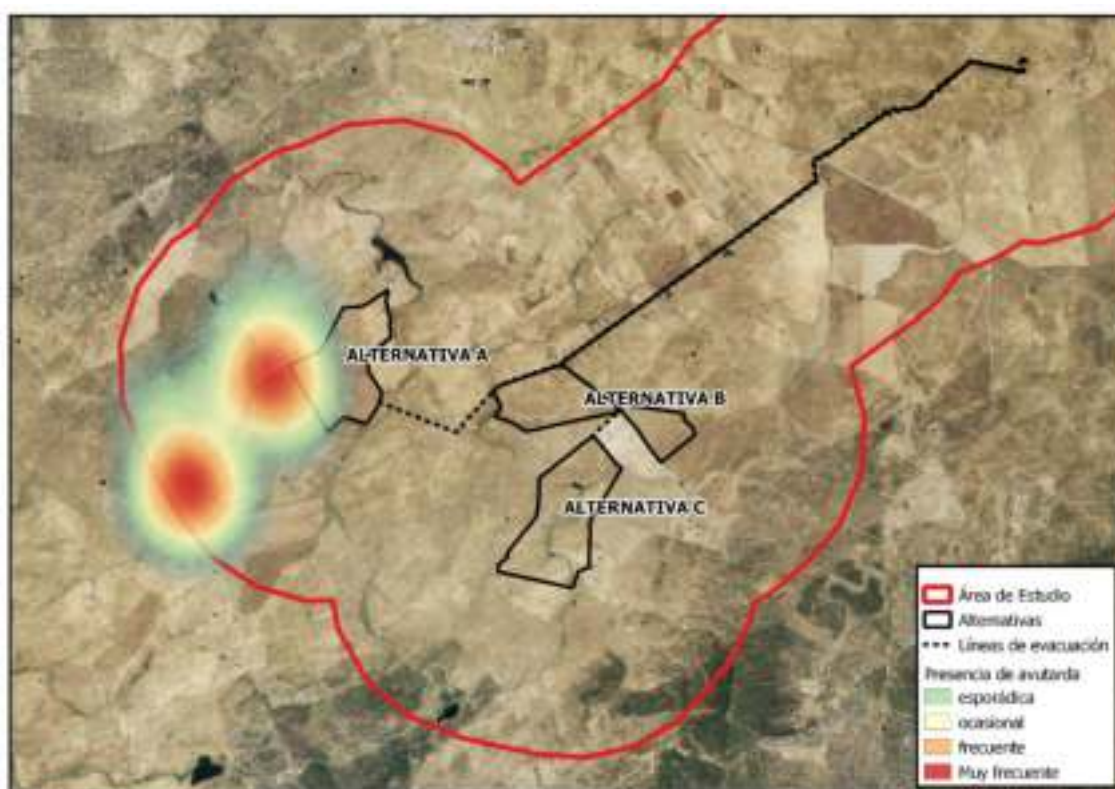 ALTERNATIVA A
ALTERNATIVA B
ALTERNATIVA C
Área de Estudio
Alternativas
Líneas de evacuación
Presencia de avutarda
esporádica
ocasional
frecuente
Muy frecuente